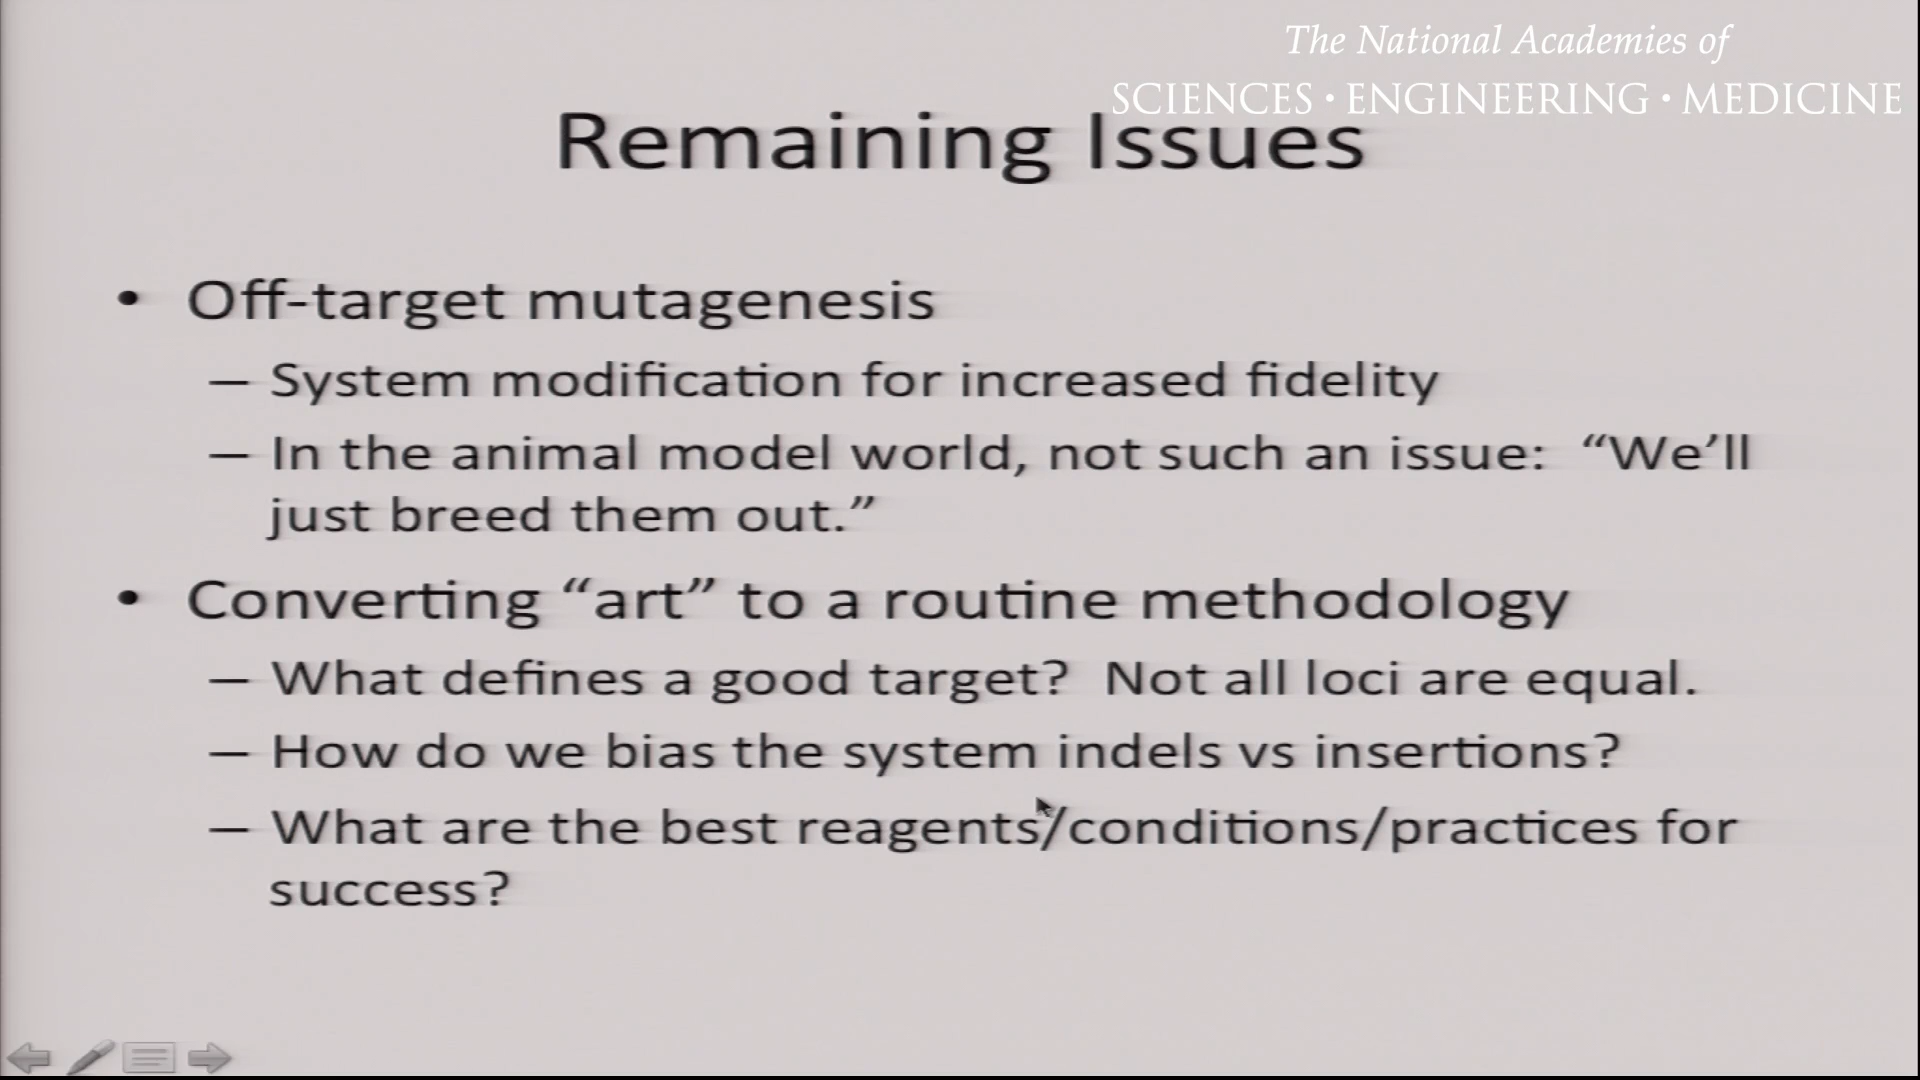 The National Academies of
SCIENCES • ENGINEERING • MEDICINE
Remaining Issues
• Off-target mutagenesis
– System modification for increased fidelity
– In the animal model world, not such an issue:  “We’ll
just breed them out.”
• Converting “art” to a routine methodology
– What defines a good target?  Not all loci are equal.
– How do we bias the system indels vs insertions?
– What are the best reagents/conditions/practices for
success?